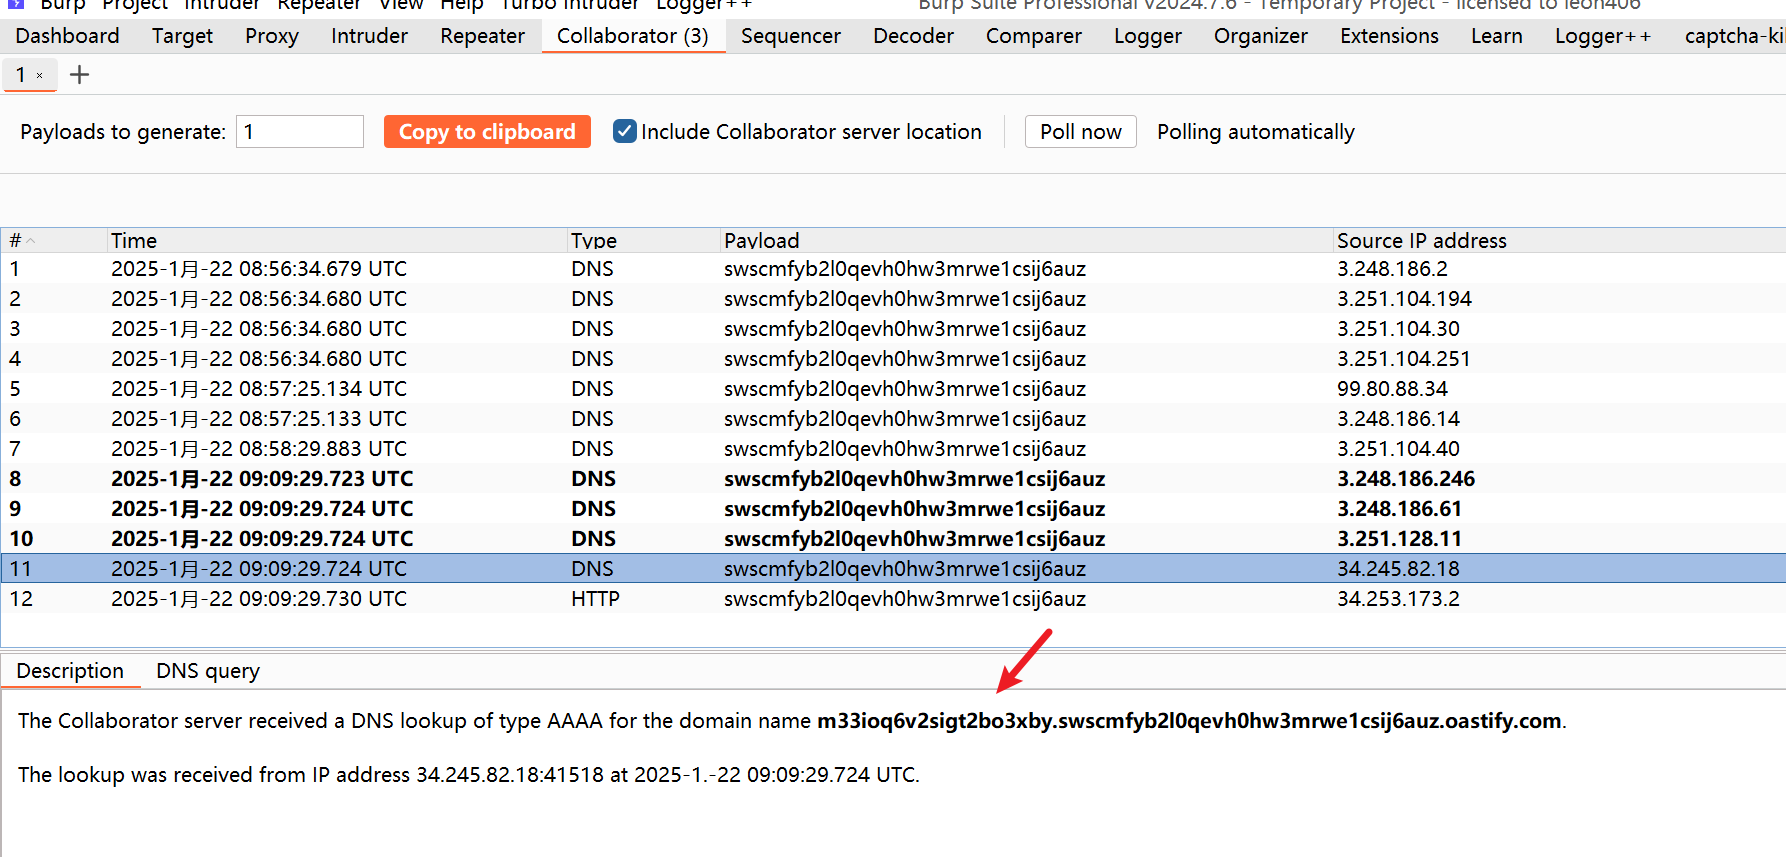 Burp Project Intruder Repeater View Help Turbo Intruder Logger++ Burp Suite Professional v2024.7.6 - Temporary Project - licensed to leon406
Dashboard Target Proxy Intruder Repeater Collaborator (3) Sequencer Decoder Comparer Logger Organizer Extensions Learn Logger++ captcha-ki
1 × +
Payloads to generate: 1 Copy to clipboard Include Collaborator server location Poll now Polling automatically
# Time Type Payload Source IP address
1 2025-1月-22 08:56:34.679 UTC DNS swscmfyb2l0qevh0hw3mrwe1csij6auz 3.248.186.2
2 2025-1月-22 08:56:34.680 UTC DNS swscmfyb2l0qevh0hw3mrwe1csij6auz 3.251.104.194
3 2025-1月-22 08:56:34.680 UTC DNS swscmfyb2l0qevh0hw3mrwe1csij6auz 3.251.104.30
4 2025-1月-22 08:56:34.680 UTC DNS swscmfyb2l0qevh0hw3mrwe1csij6auz 3.251.104.251
5 2025-1月-22 08:57:25.134 UTC DNS swscmfyb2l0qevh0hw3mrwe1csij6auz 99.80.88.34
6 2025-1月-22 08:57:25.133 UTC DNS swscmfyb2l0qevh0hw3mrwe1csij6auz 3.248.186.14
7 2025-1月-22 08:58:29.883 UTC DNS swscmfyb2l0qevh0hw3mrwe1csij6auz 3.251.104.40
8 2025-1月-22 09:09:29.723 UTC DNS swscmfyb2l0qevh0hw3mrwe1csij6auz 3.248.186.246
9 2025-1月-22 09:09:29.724 UTC DNS swscmfyb2l0qevh0hw3mrwe1csij6auz 3.248.186.61
10 2025-1月-22 09:09:29.724 UTC DNS swscmfyb2l0qevh0hw3mrwe1csij6auz 3.251.128.11
11 2025-1月-22 09:09:29.724 UTC DNS swscmfyb2l0qevh0hw3mrwe1csij6auz 34.245.82.18
12 2025-1月-22 09:09:29.730 UTC HTTP swscmfyb2l0qevh0hw3mrwe1csij6auz 34.253.173.2
Description DNS query
The Collaborator server received a DNS lookup of type AAAA for the domain name m33ioq6v2sigt2bo3xby.swscmfyb2l0qevh0hw3mrwe1csij6auz.oastify.com.
The lookup was received from IP address 34.245.82.18:41518 at 2025-1.-22 09:09:29.724 UTC.